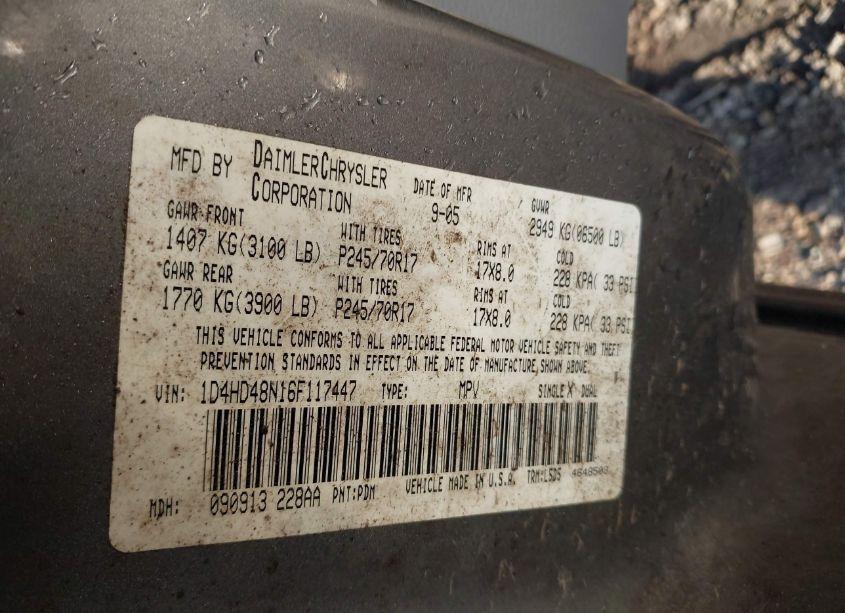 MFD BY DAIMLERCHRYSLER CORPORATION DATE OF MFR 9-05 GVWR 2949 KG(06500 LB)
GAWR FRONT WITH TIRES RIMS AT COLD
1407 KG(3100 LB) P245/70R17 17X8.0 228 KPA( 33 PSI
GAWR REAR WITH TIRES RIMS AT COLD
1770 KG(3900 LB) P245/70R17 17X8.0 228 KPA( 33 PSI
THIS VEHICLE CONFORMS TO ALL APPLICABLE FEDERAL MOTOR VEHICLE SAFETY AND THEFT
PREVENTION STANDARDS IN EFFECT ON THE DATE OF MANUFACTURE SHOWN ABOVE.
VIN: 1D4HD48N16F117447 TYPE: MPV SINGLE X DUAL
MDH: 090913 228AA PNT:PDM VEHICLE MADE IN U.S.A. TRM:LSDS 4648503